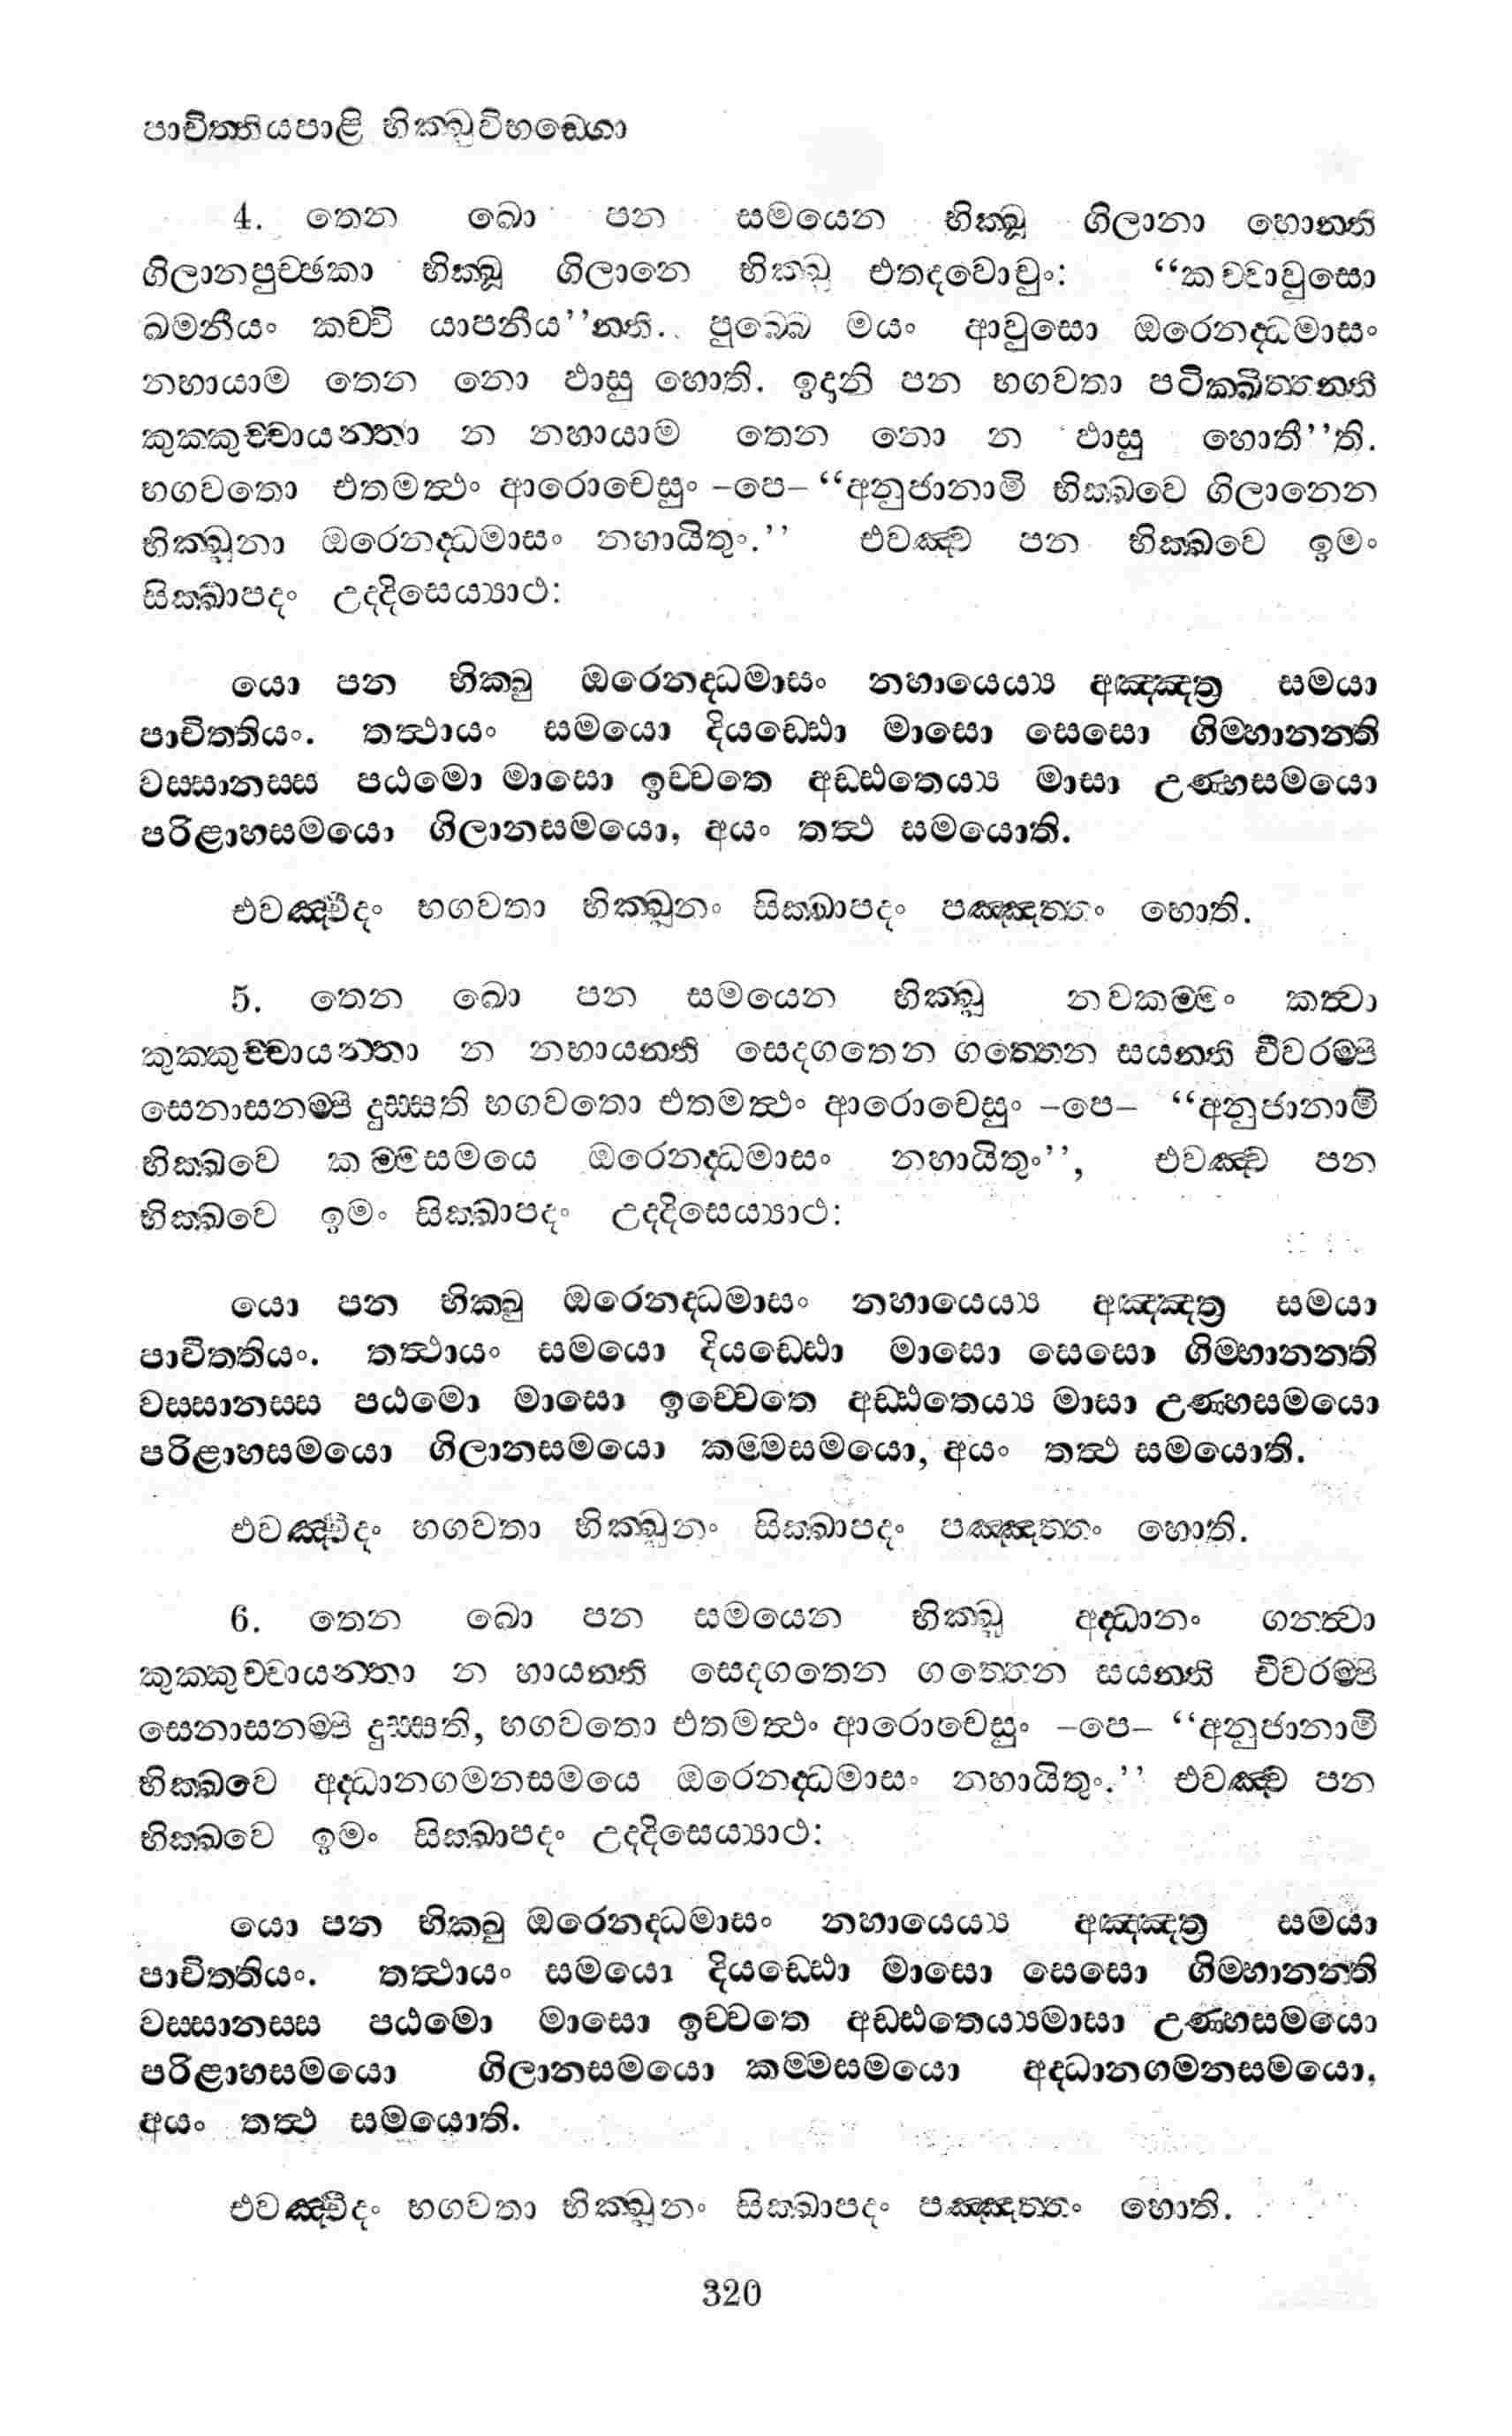 පාචිත්තියපාළි භික්ඛුවිභඞ්ගො
4. තෙන ඛො පන සමයෙන භික්ඛූ ගිලානා හොන්ති
ගිලානපුච්ඡකා භික්ඛූ ගිලානෙ භික්ඛූ එතදවොචුං: “කච්චාවුසො
ඛමනීයං කච්චි යාපනීය”න්ති.. පුබ්බෙ මයං ආවුසො ඔරෙනද්ධමාසං
නහායාම තෙන නො ඵාසු හොති. ඉදානි පන භගවතා පටික්ඛිත්තන්ති
කුක්කුච්චායන්තා න නහායාම තෙන නො න ඵාසු හොතී”ති.
භගවතො එතමත්ථං ආරොචෙසුං –පෙ– “අනුජානාමි භික්ඛවෙ ගිලානෙන
භික්ඛුනා ඔරෙනද්ධමාසං නහායිතුං.” එවඤ්ච පන භික්ඛවෙ ඉමං
සික්ඛාපදං උද්දිසෙය්‍යාථ:
යො පන භික්ඛු ඔරෙනද්ධමාසං නහායෙය්‍ය අඤ්ඤත්‍ර සමයා
පාචිත්තියං. තත්ථායං සමයො දියඩ්ඪො මාසො සෙසො ගිම්හානන්ති
වස්සානස්ස පඨමො මාසො ඉච්චතෙ අඩ්ඪතෙය්‍ය මාසා උණ්හසමයො
පරිළාහසමයො ගිලානසමයො, අයං තත්ථ සමයොති.
එවඤ්චිදං භගවතා භික්ඛූනං සික්ඛාපදං පඤ්ඤත්තං හොති.
5. තෙන ඛො පන සමයෙන භික්ඛූ නවකම්මං කත්වා
කුක්කුච්චායන්තා න නහායන්ති සෙදගතෙන ගත්තෙන සයන්ති චීවරම්පි
සෙනාසනම්පි දුස්සති භගවතො එතමත්ථං ආරොචෙසුං –පෙ– “අනුජානාමි
භික්ඛවෙ කම්මසමයෙ ඔරෙනද්ධමාසං නහායිතුං”, එවඤ්ච පන
භික්ඛවෙ ඉමං සික්ඛාපදං උද්දිසෙය්‍යාථ:
යො පන භික්ඛු ඔරෙනද්ධමාසං නහායෙය්‍ය අඤ්ඤත්‍ර සමයා
පාචිත්තියං. තත්ථායං සමයො දියඩ්ඪො මාසො සෙසො ගිම්හානන්ති
වස්සානස්ස පඨමො මාසො ඉච්චෙතෙ අඩ්ඪතෙය්‍ය මාසා උණ්හසමයො
පරිළාහසමයො ගිලානසමයො කම්මසමයො, අයං තත්ථ සමයොති.
එවඤ්චිදං භගවතා භික්ඛූනං සික්ඛාපදං පඤ්ඤත්තං හොති.
6. තෙන ඛො පන සමයෙන භික්ඛූ අද්ධානං ගන්ත්වා
කුක්කුච්චායන්තා න හායන්ති සෙදගතෙන ගත්තෙන සයන්ති චීවරම්පි
සෙනාසනම්පි දුස්සති, භගවතො එතමත්ථං ආරොචෙසුං –පෙ– “අනුජානාමි
භික්ඛවෙ අද්ධානගමනසමයෙ ඔරෙනද්ධමාසං නහායිතුං.” එවඤ්ච පන
භික්ඛවෙ ඉමං සික්ඛාපදං උද්දිසෙය්‍යාථ:
යො පන භික්ඛු ඔරෙනද්ධමාසං නහායෙය්‍ය අඤ්ඤත්‍ර සමයා
පාචිත්තියං. තත්ථායං සමයො දියඩ්ඪො මාසො සෙසො ගිම්හානන්ති
වස්සානස්ස පඨමො මාසො ඉච්චතෙ අඩ්ඪතෙය්‍යමාසා උණ්හසමයො
පරිළාහසමයො ගිලානසමයො කම්මසමයො අද්ධානගමනසමයො,
අයං තත්ථ සමයොති.
එවඤ්චිදං භගවතා භික්ඛූනං සික්ඛාපදං පඤ්ඤත්තං හොති.
320